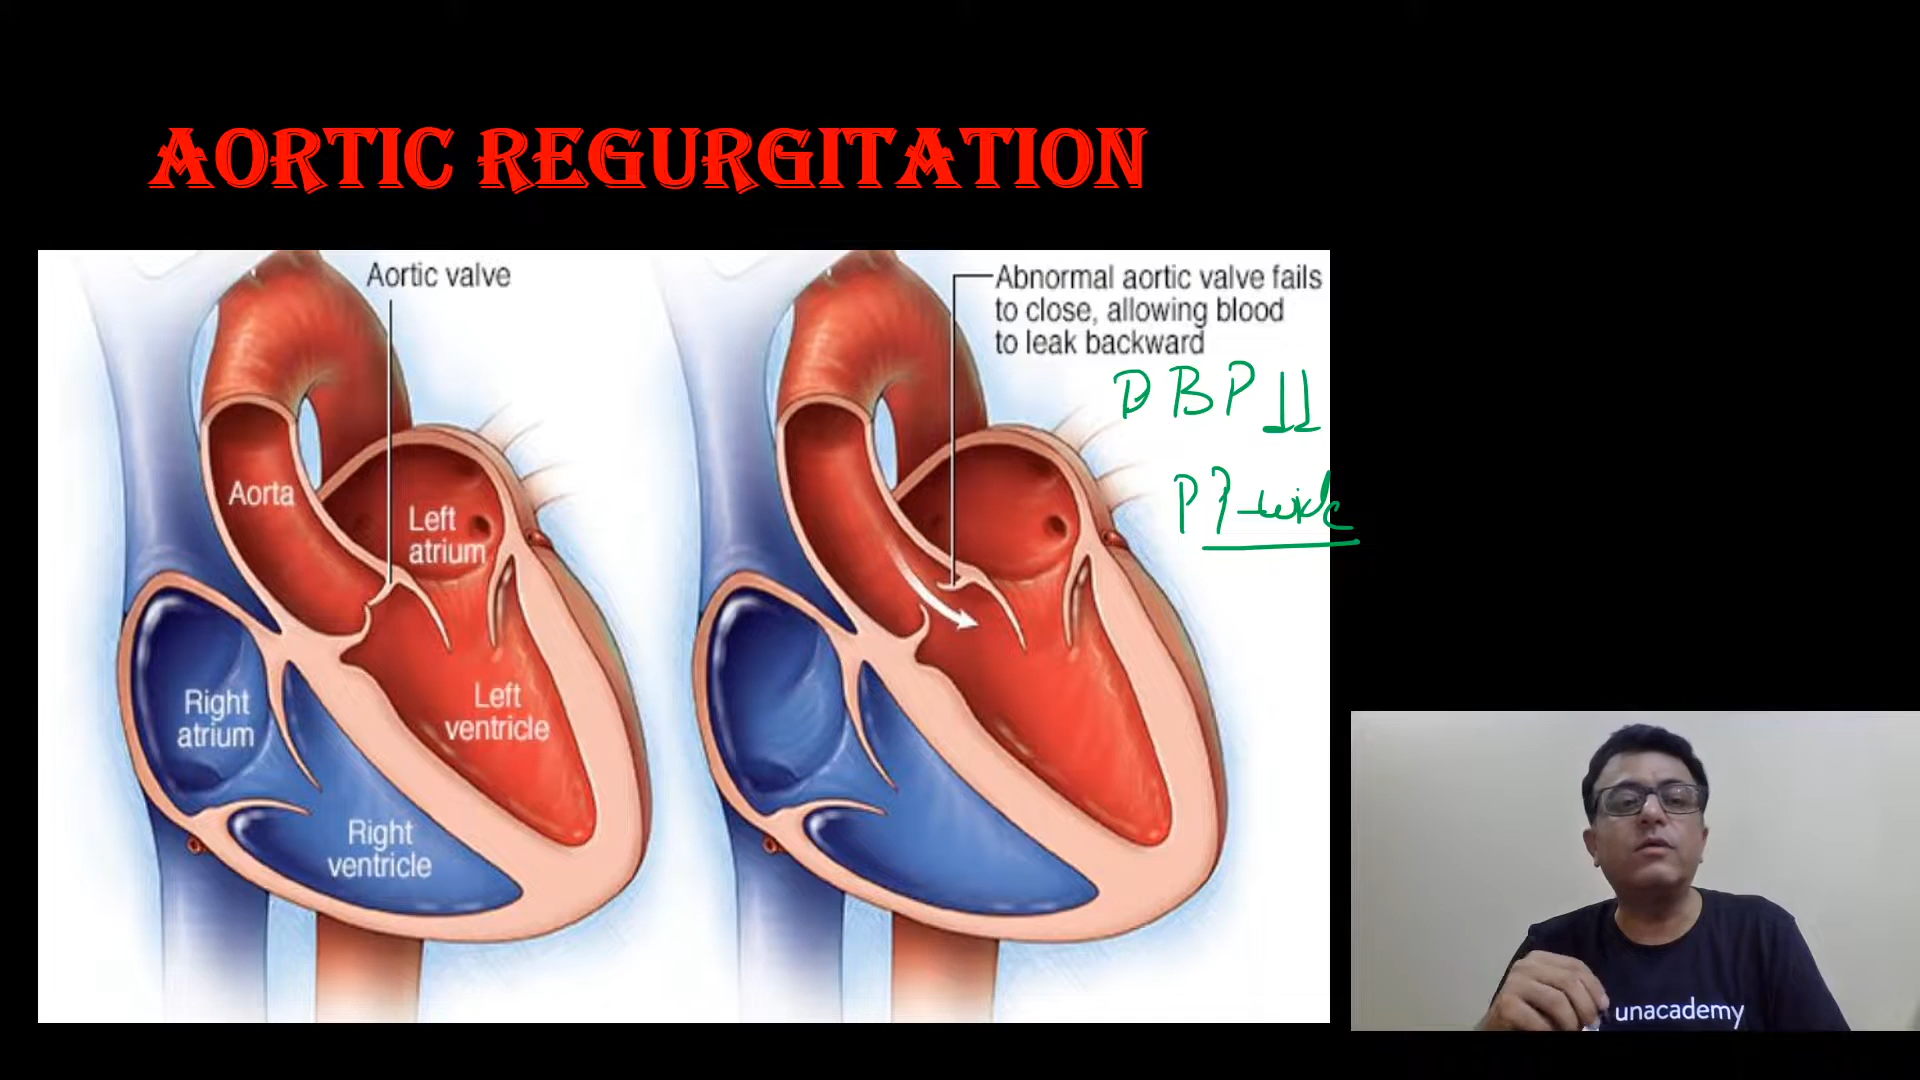 AORTIC REGURGITATION
Aortic valve
Abnormal aortic valve fails
to close, allowing blood
to leak backward
DBP↓↓
PP-wide
Aorta
Left
atrium
Right
atrium
Left
ventricle
Right
ventricle
unacademy